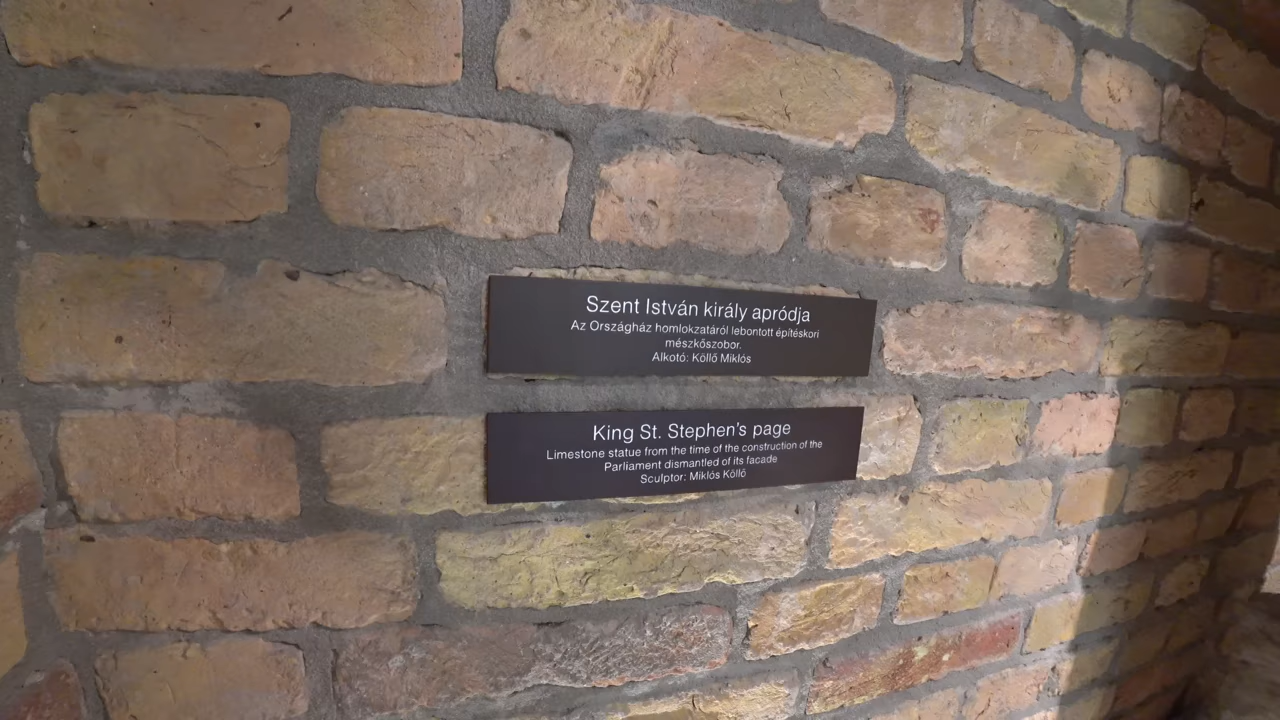 Szent István király apródja
Az Országház homlokzatáról lebontott építéskori
mészkőszobor.
Alkotó: Köllő Miklós
King St. Stephen's page
Limestone statue from the time of the construction of the
Parliament dismantled of its facade
Sculptor: Miklós Köllő